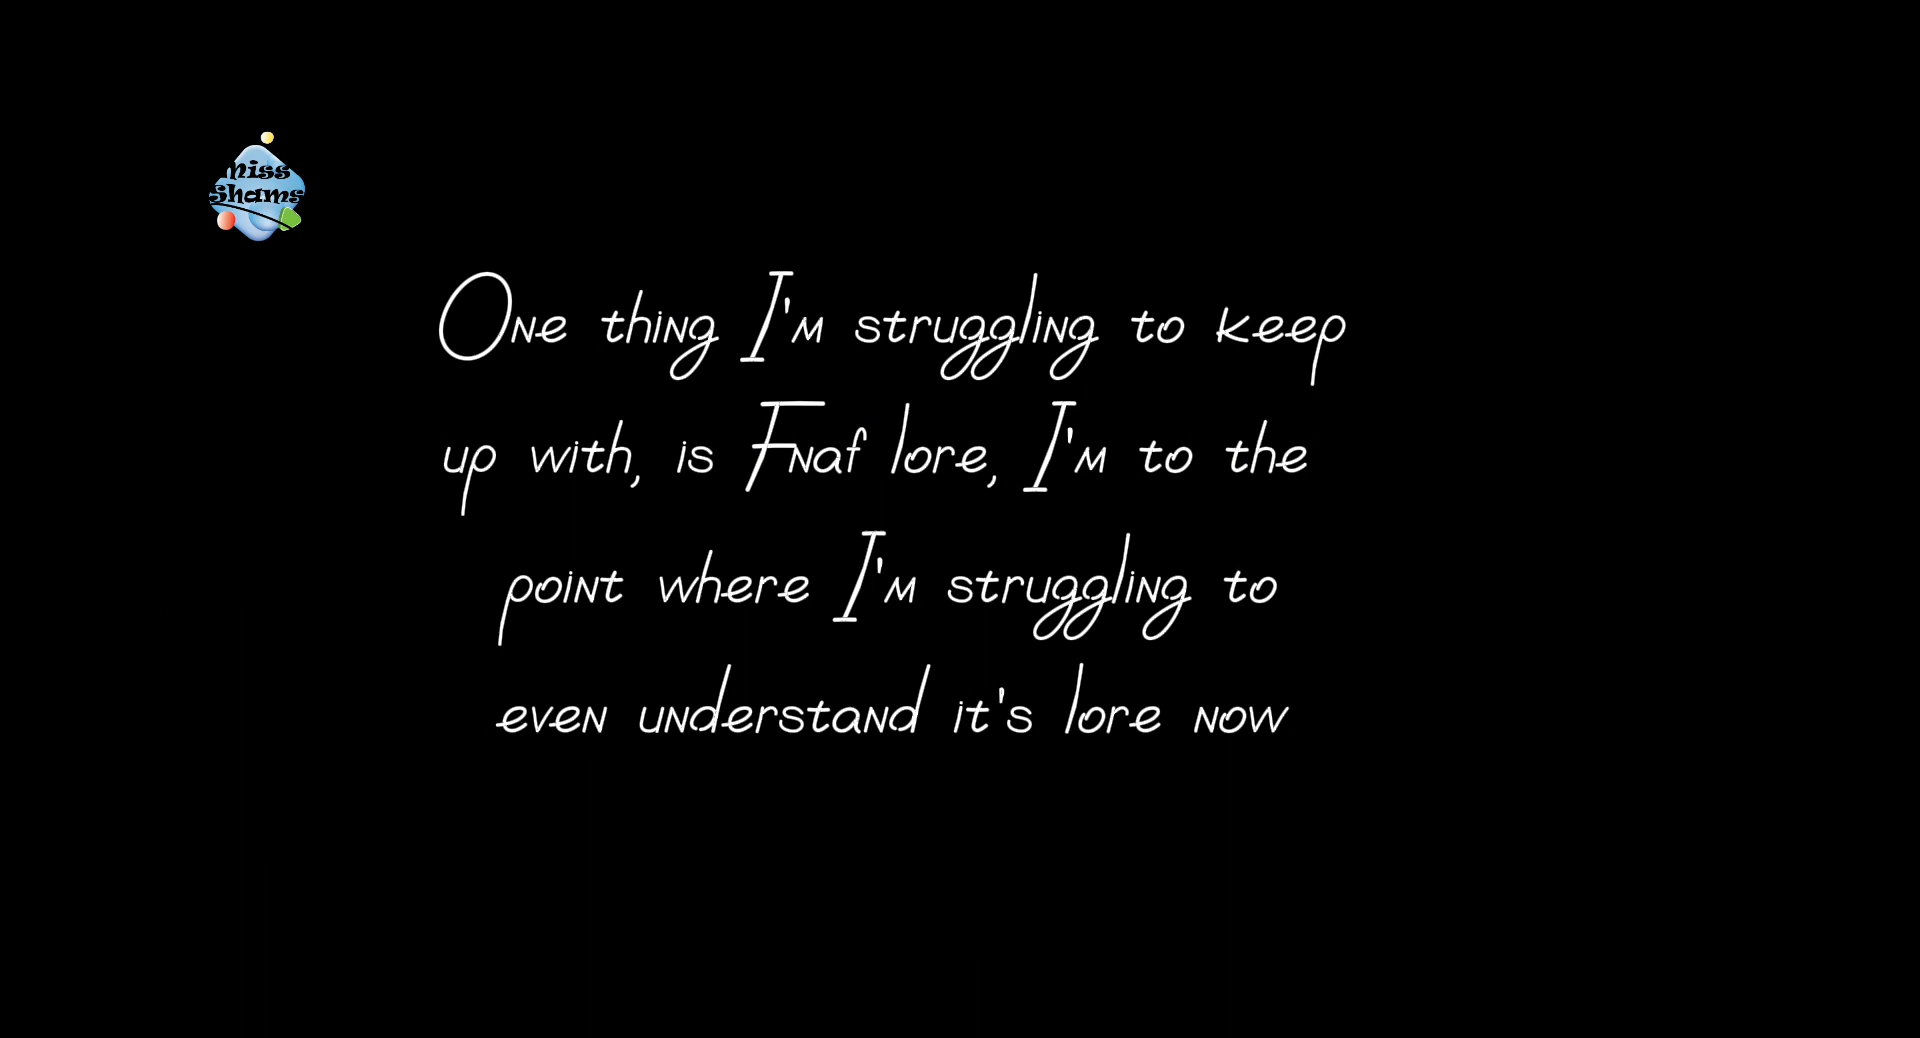 Miss
Shams
One thing I'm struggling to keep
up with, is Fnaf lore, I'm to the
point where I'm struggling to
even understand it's lore now